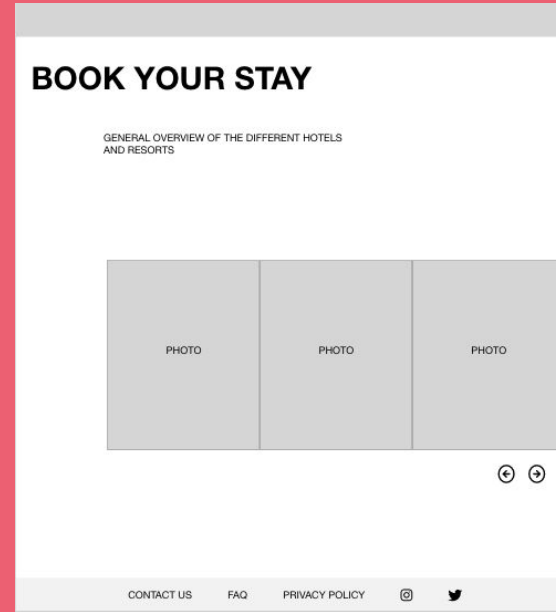 BOOK YOUR STAY
GENERAL OVERVIEW OF THE DIFFERENT HOTELS
AND RESORTS
PHOTO PHOTO PHOTO
CONTACT US FAQ PRIVACY POLICY